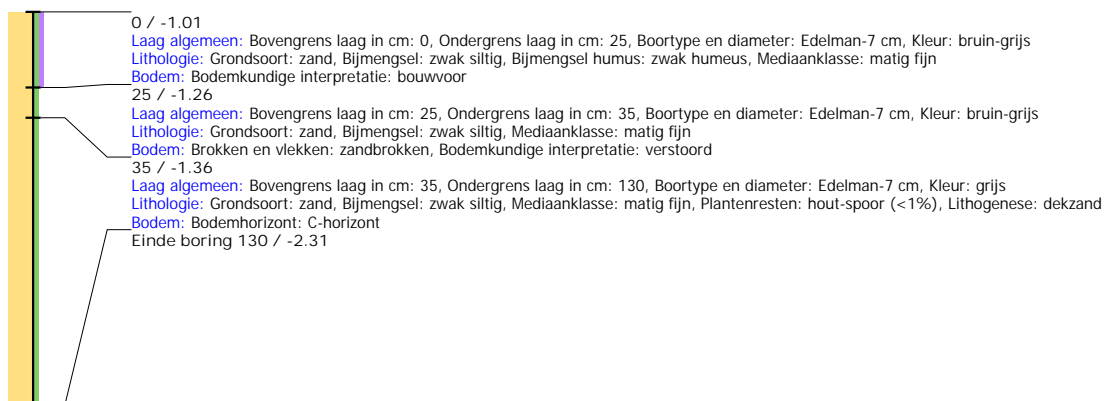 0 / -1.01
Laag algemeen: Bovengrens laag in cm: 0, Ondergrens laag in cm: 25, Boortype en diameter: Edelman-7 cm, Kleur: bruin-grijs
Lithologie: Grondsoort: zand, Bijmengsel: zwak siltig, Bijmengsel humus: zwak humeus, Mediaanklasse: matig fijn
Bodem: Bodemkundige interpretatie: bouwvoor
25 / -1.26
Laag algemeen: Bovengrens laag in cm: 25, Ondergrens laag in cm: 35, Boortype en diameter: Edelman-7 cm, Kleur: bruin-grijs
Lithologie: Grondsoort: zand, Bijmengsel: zwak siltig, Mediaanklasse: matig fijn
Bodem: Brokken en vlekken: zandbrokken, Bodemkundige interpretatie: verstoord
35 / -1.36
Laag algemeen: Bovengrens laag in cm: 35, Ondergrens laag in cm: 130, Boortype en diameter: Edelman-7 cm, Kleur: grijs
Lithologie: Grondsoort: zand, Bijmengsel: zwak siltig, Mediaanklasse: matig fijn, Plantenresten: hout-spoor (<1%), Lithogenese: dekzand
Bodem: Bodemhorizont: C-horizont
Einde boring 130 / -2.31